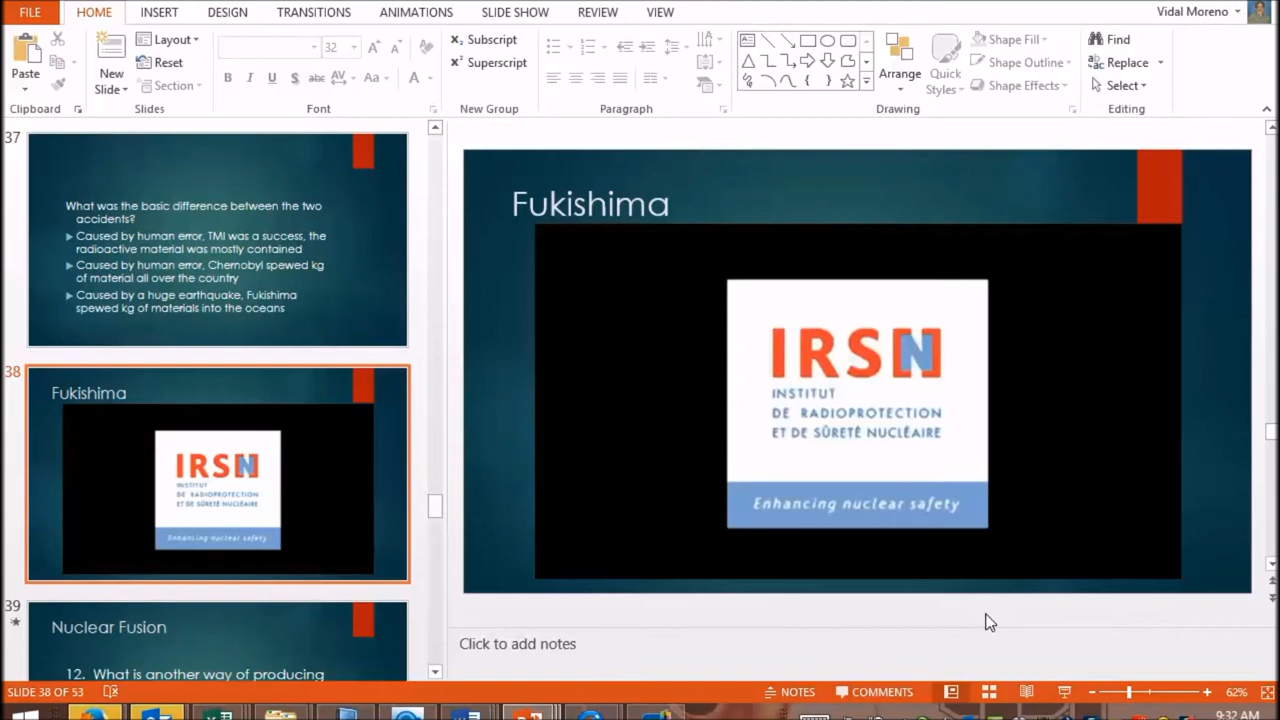 FILE HOME INSERT DESIGN TRANSITIONS ANIMATIONS SLIDE SHOW REVIEW VIEW Vidal Moreno
Paste
New
Slide
Layout
Reset
Section
32
B I U S abc AV Aa A
X₂ Subscript
X² Superscript
Arrange
Quick
Styles
Shape Fill
Shape Outline
Shape Effects
Find
Replace
Select
Clipboard Slides Font New Group Paragraph Drawing Editing
37
What was the basic difference between the two
accidents?
Caused by human error, TMI was a success, the
radioactive material was mostly contained
Caused by human error, Chernobyl spewed kg
of material all over the country
Caused by a huge earthquake, Fukishima
spewed kg of materials into the oceans
38
Fukishima
IRSN
INSTITUT
DE RADIOPROTECTION
ET DE SÛRETÉ NUCLÉAIRE
Enhancing nuclear safety
39
Nuclear Fusion
12. What is another way of producing
Fukishima
IRSN
INSTITUT
DE RADIOPROTECTION
ET DE SÛRETÉ NUCLÉAIRE
Enhancing nuclear safety
Click to add notes
SLIDE 38 OF 53 NOTES COMMENTS 62%
9:32 AM